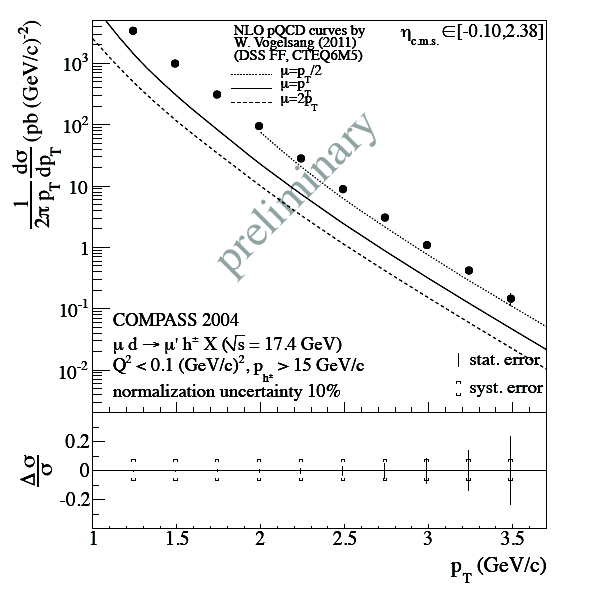 NLO pQCD curves by
W. Vogelsang (2011)
(DSS FF, CTEQ6M5)
μ=p_T/2
μ=p_T
μ=2p_T
η_c.m.s. ∈[-0.10,2.38]
1/2π dσ/p_T dp_T (pb (GeV/c)^-2)
10^3
10^2
10
1
10^-1
10^-2
preliminary
COMPASS 2004
μ d → μ' h^± X (√s = 17.4 GeV)
Q^2 < 0.1 (GeV/c)^2, p_h^± > 15 GeV/c
normalization uncertainty 10%
stat. error
syst. error
Δσ/σ
0.2
0
-0.2
1 1.5 2 2.5 3 3.5
p_T (GeV/c)